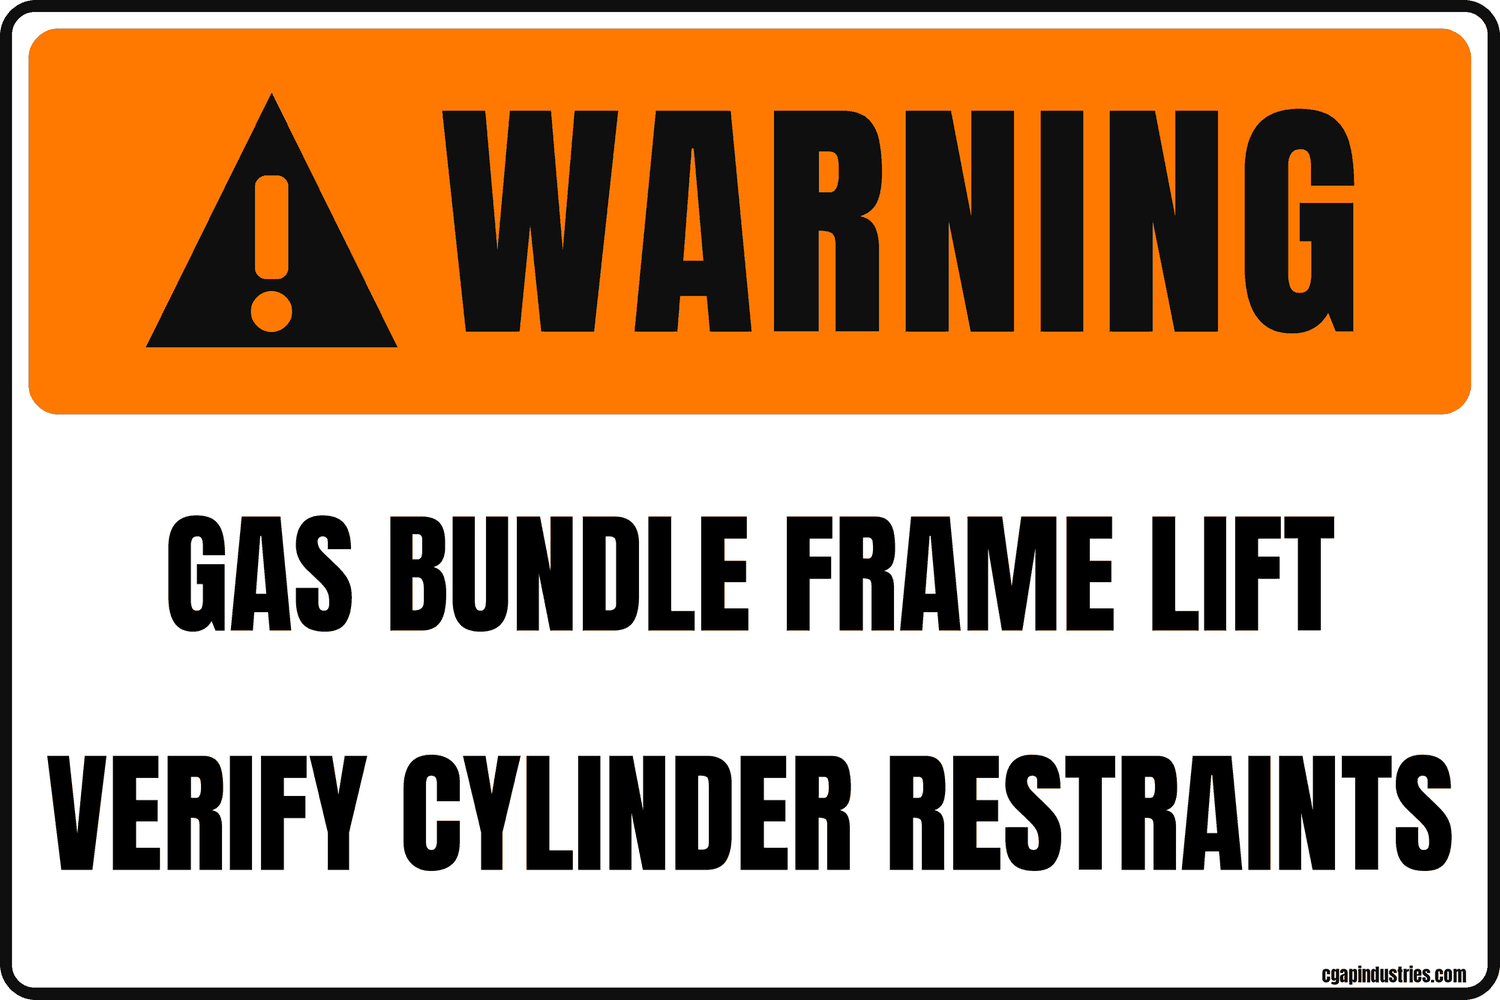 WARNING
GAS BUNDLE FRAME LIFT
VERIFY CYLINDER RESTRAINTS
cgapindustries.com